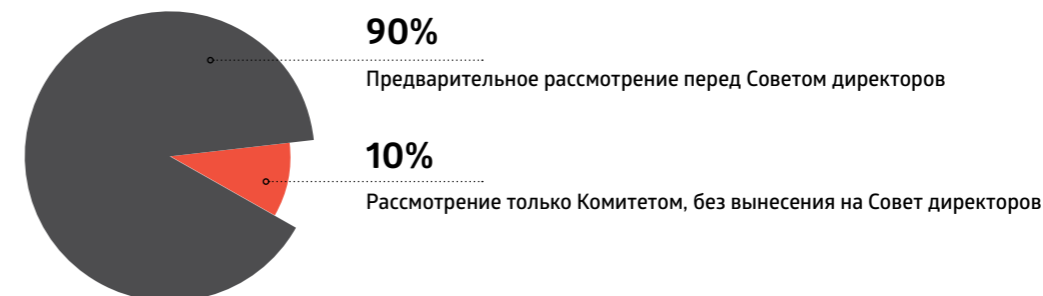 90%
Предварительное рассмотрение перед Советом директоров
10%
Рассмотрение только Комитетом, без вынесения на Совет директоров